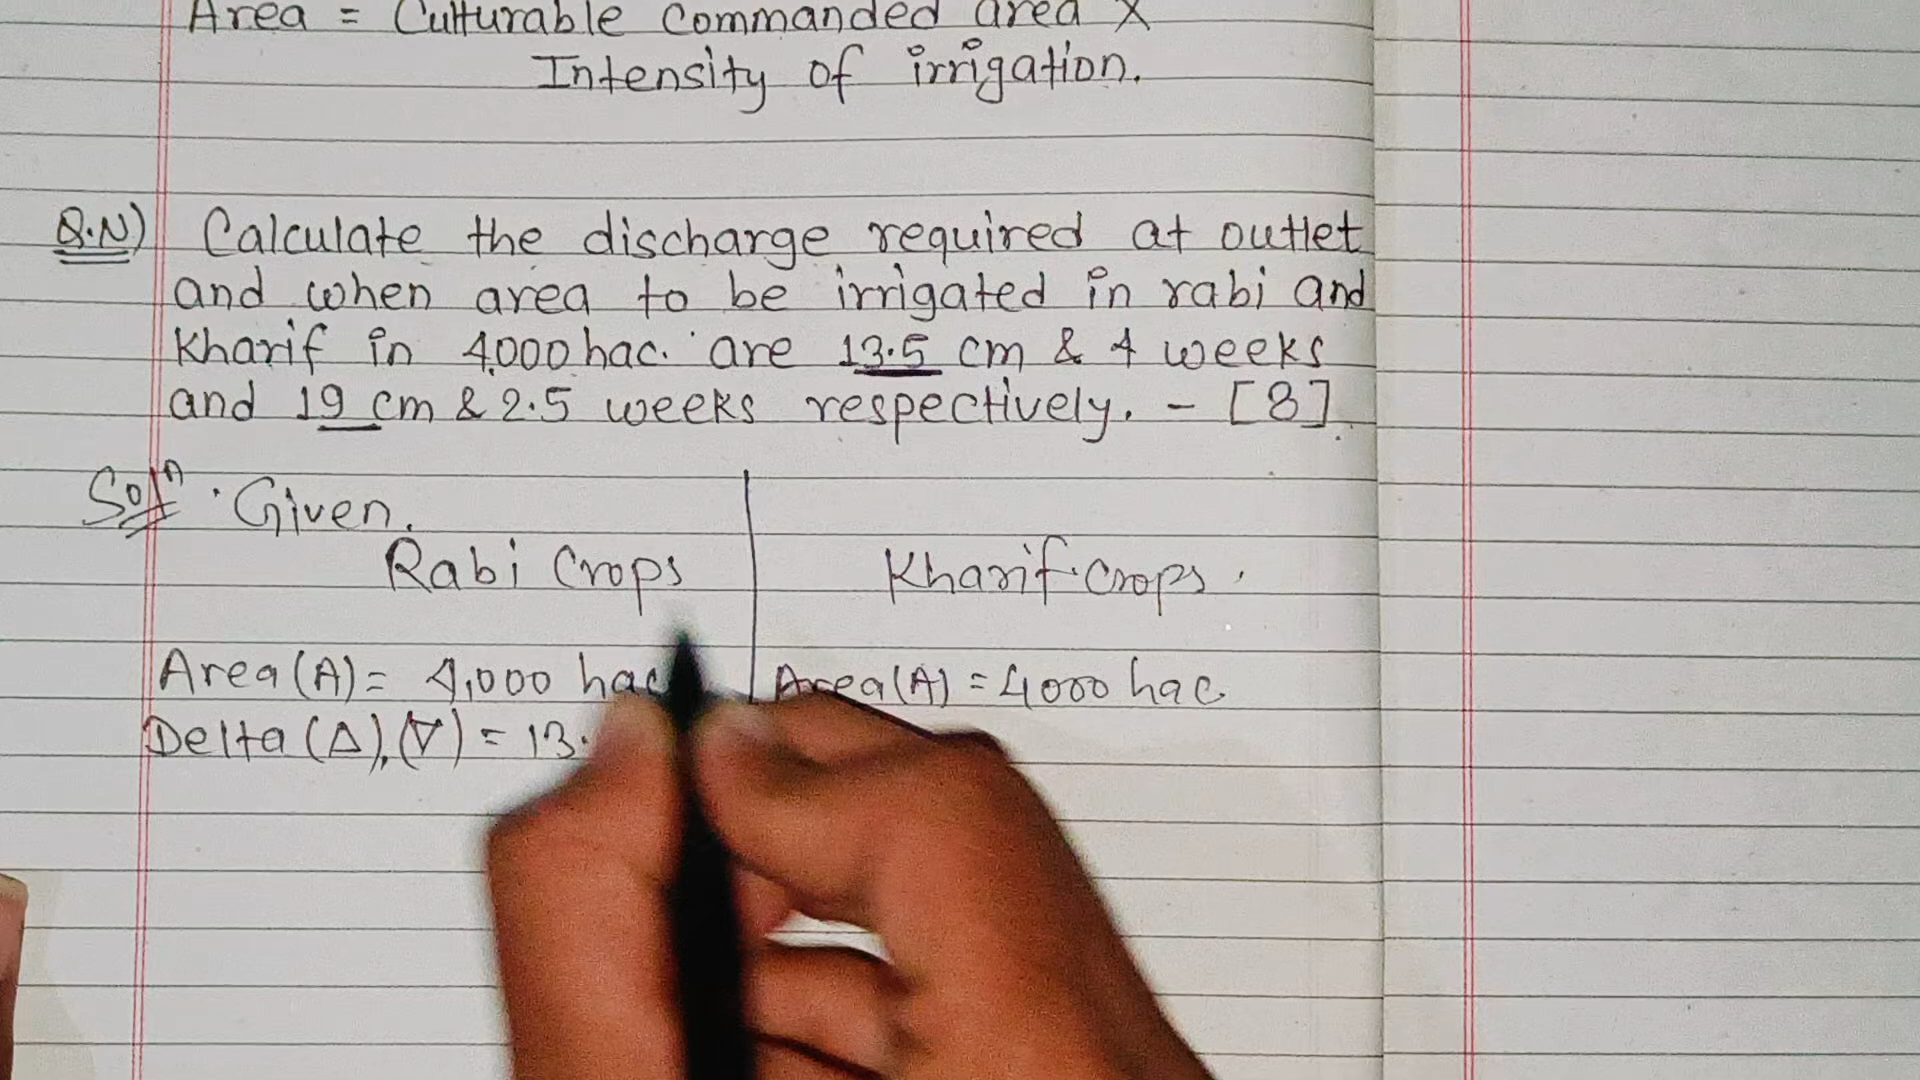 Area = Culturable Commanded area X
Intensity of irrigation.
Q.N) Calculate the discharge required at outlet
and when area to be irrigated in rabi and
Kharif in 4000 hac. are 13.5 cm & 4 weeks
and 19 cm & 2.5 weeks respectively. - [8]
Solⁿ. Given.
Rabi Crops
Kharif Crops.
Area (A) = 4,000 hac
Area (A) = 4000 hac.
Delta (Δ), (∇) = 13.